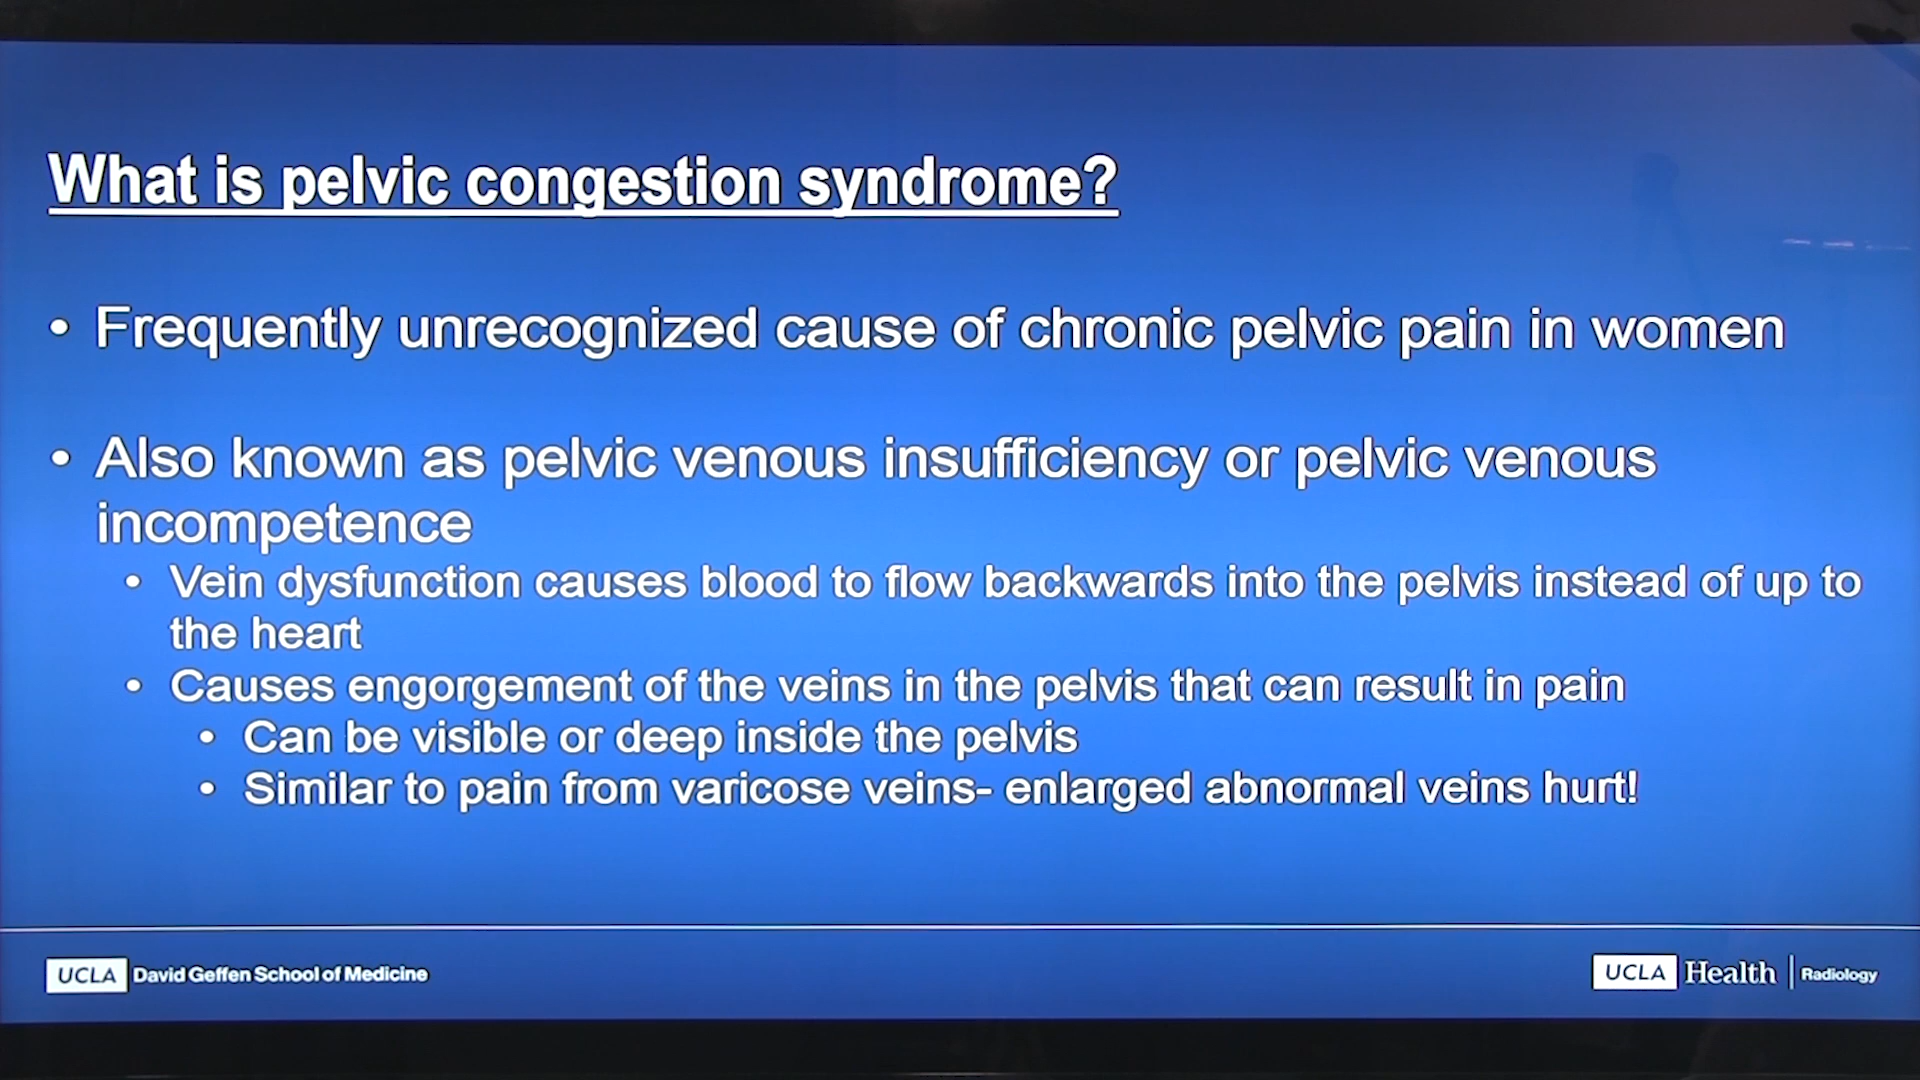 What is pelvic congestion syndrome?
• Frequently unrecognized cause of chronic pelvic pain in women
• Also known as pelvic venous insufficiency or pelvic venous
incompetence
• Vein dysfunction causes blood to flow backwards into the pelvis instead of up to
the heart
• Causes engorgement of the veins in the pelvis that can result in pain
• Can be visible or deep inside the pelvis
• Similar to pain from varicose veins- enlarged abnormal veins hurt!
UCLA David Geffen School of Medicine
UCLA Health | Radiology